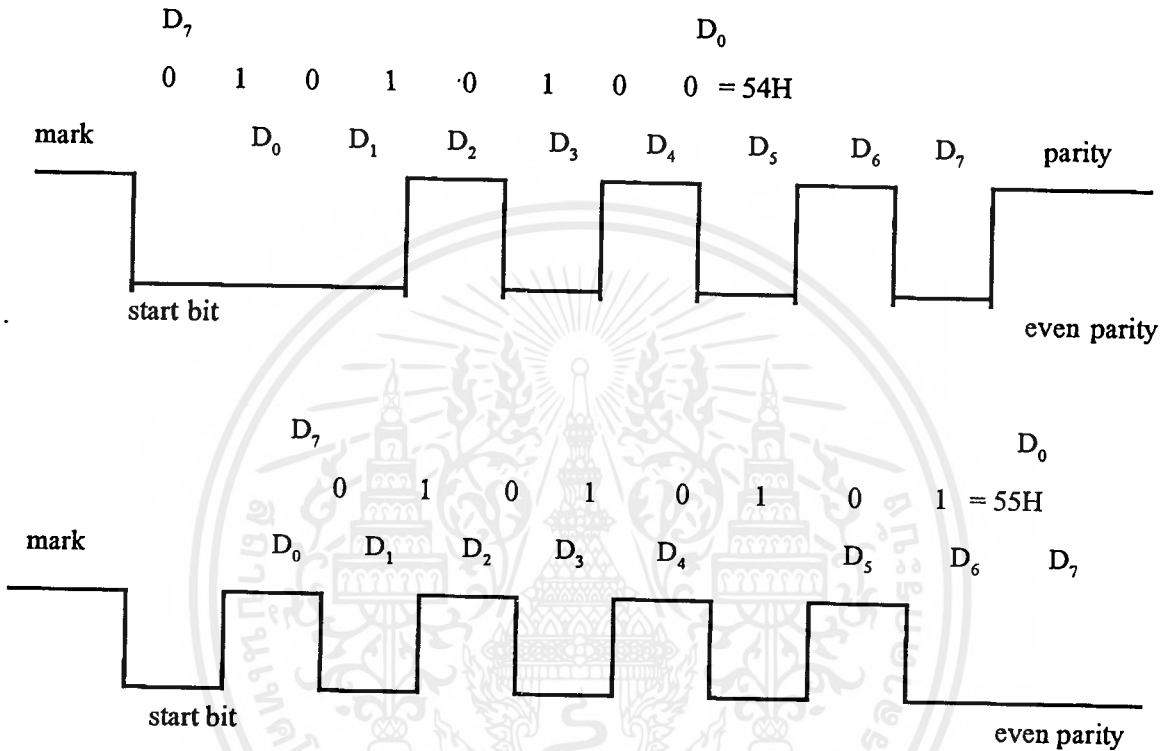 D₇ D₀
0 1 0 1 0 1 0 0 = 54H
mark D₀ D₁ D₂ D₃ D₄ D₅ D₆ D₇ parity
start bit
even parity
D₇ D₀
0 1 0 1 0 1 0 1 = 55H
mark D₀ D₁ D₂ D₃ D₄ D₅ D₆ D₇
start bit
even parity